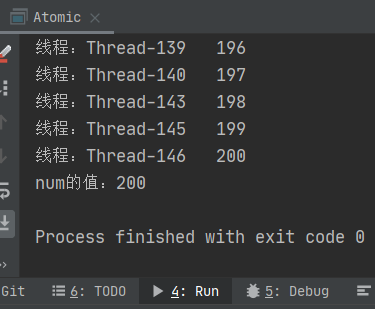 Atomic
线程：Thread-139 196
线程：Thread-140 197
线程：Thread-143 198
线程：Thread-145 199
线程：Thread-146 200
num的值：200
Process finished with exit code 0
Git 6: TODO 4: Run 5: Debug